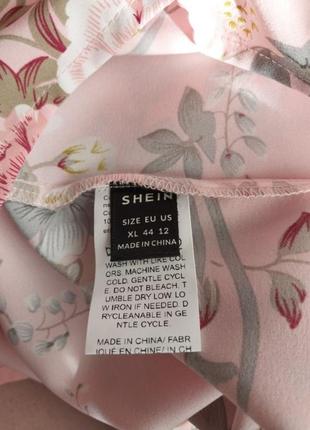 SHEIN
SIZE EU US
XL 44 12
MADE IN CHINA
WASH WITH LIKE COL
ORS. MACHINE WASH
COLD. GENTLE CYCL
E. DO NOT BLEACH. T
UMBLE DRY LOW LO
W IRON IF NEEDED. D
RYCLEANABLE IN GE
NTLE CYCLE.
MADE IN CHINA/ FABR
IQUÉ EN CHINE/ IN CH